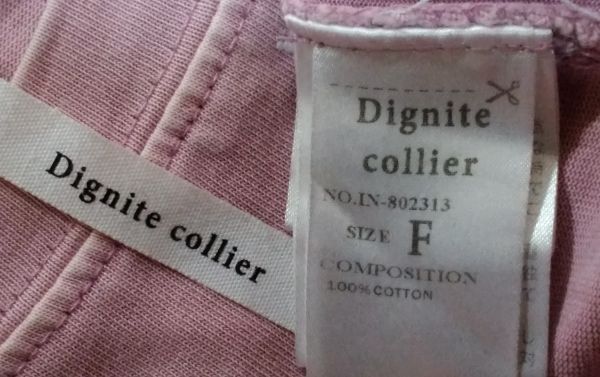 Dignite collier
Dignite
collier
NO.IN-802313
SIZE F
COMPOSITION
100% COTTON